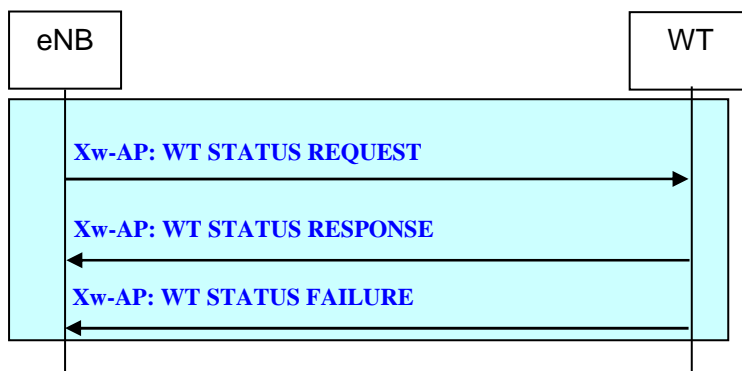 eNB
WT
Xw-AP: WT STATUS REQUEST
Xw-AP: WT STATUS RESPONSE
Xw-AP: WT STATUS FAILURE